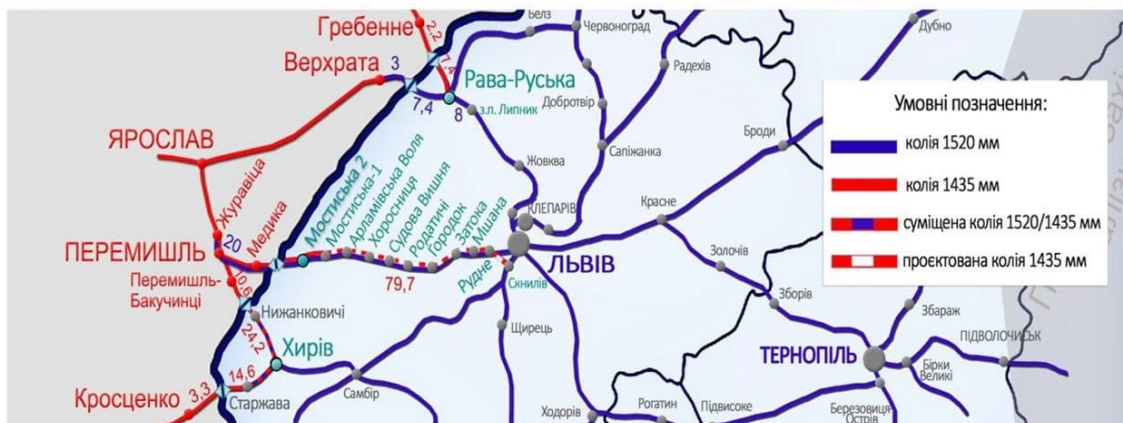 Гребенне
2,2
7,4
Верхрата
3
7,4
Рава-Руська
8
з.п. Липник
Белз
Червоноград
Радехів
Добротвір
Сапіжанка
Жовква
Дубно
Броди
ЯРОСЛАВ
Журавіца
20
Медика
ПЕРЕМИШЛЬ
Перемишль-
Бакучинці
10,6
Нижанковичі
24,2
Хирів
14,6
3,3
Кросценко
Старжава
Мостиська 2
Мостиська-1
Арламівська Воля
Хоросниця
Судова Вишня
Родатичі
Городок
Затока
Мшана
Рудне
79,7
КЛЕПАРІВ
ЛЬВІВ
Скнилів
Щирець
Самбір
Красне
Золочів
Зборів
ТЕРНОПІЛЬ
Збараж
ПІДВОЛОЧИСЬК
Бірки
Великі
Березовиця-
Острів
Ходорів
Рогатин
Підвисоке
Умовні позначення:
колія 1520 мм
колія 1435 мм
суміщена колія 1520/1435 мм
проєктована колія 1435 мм